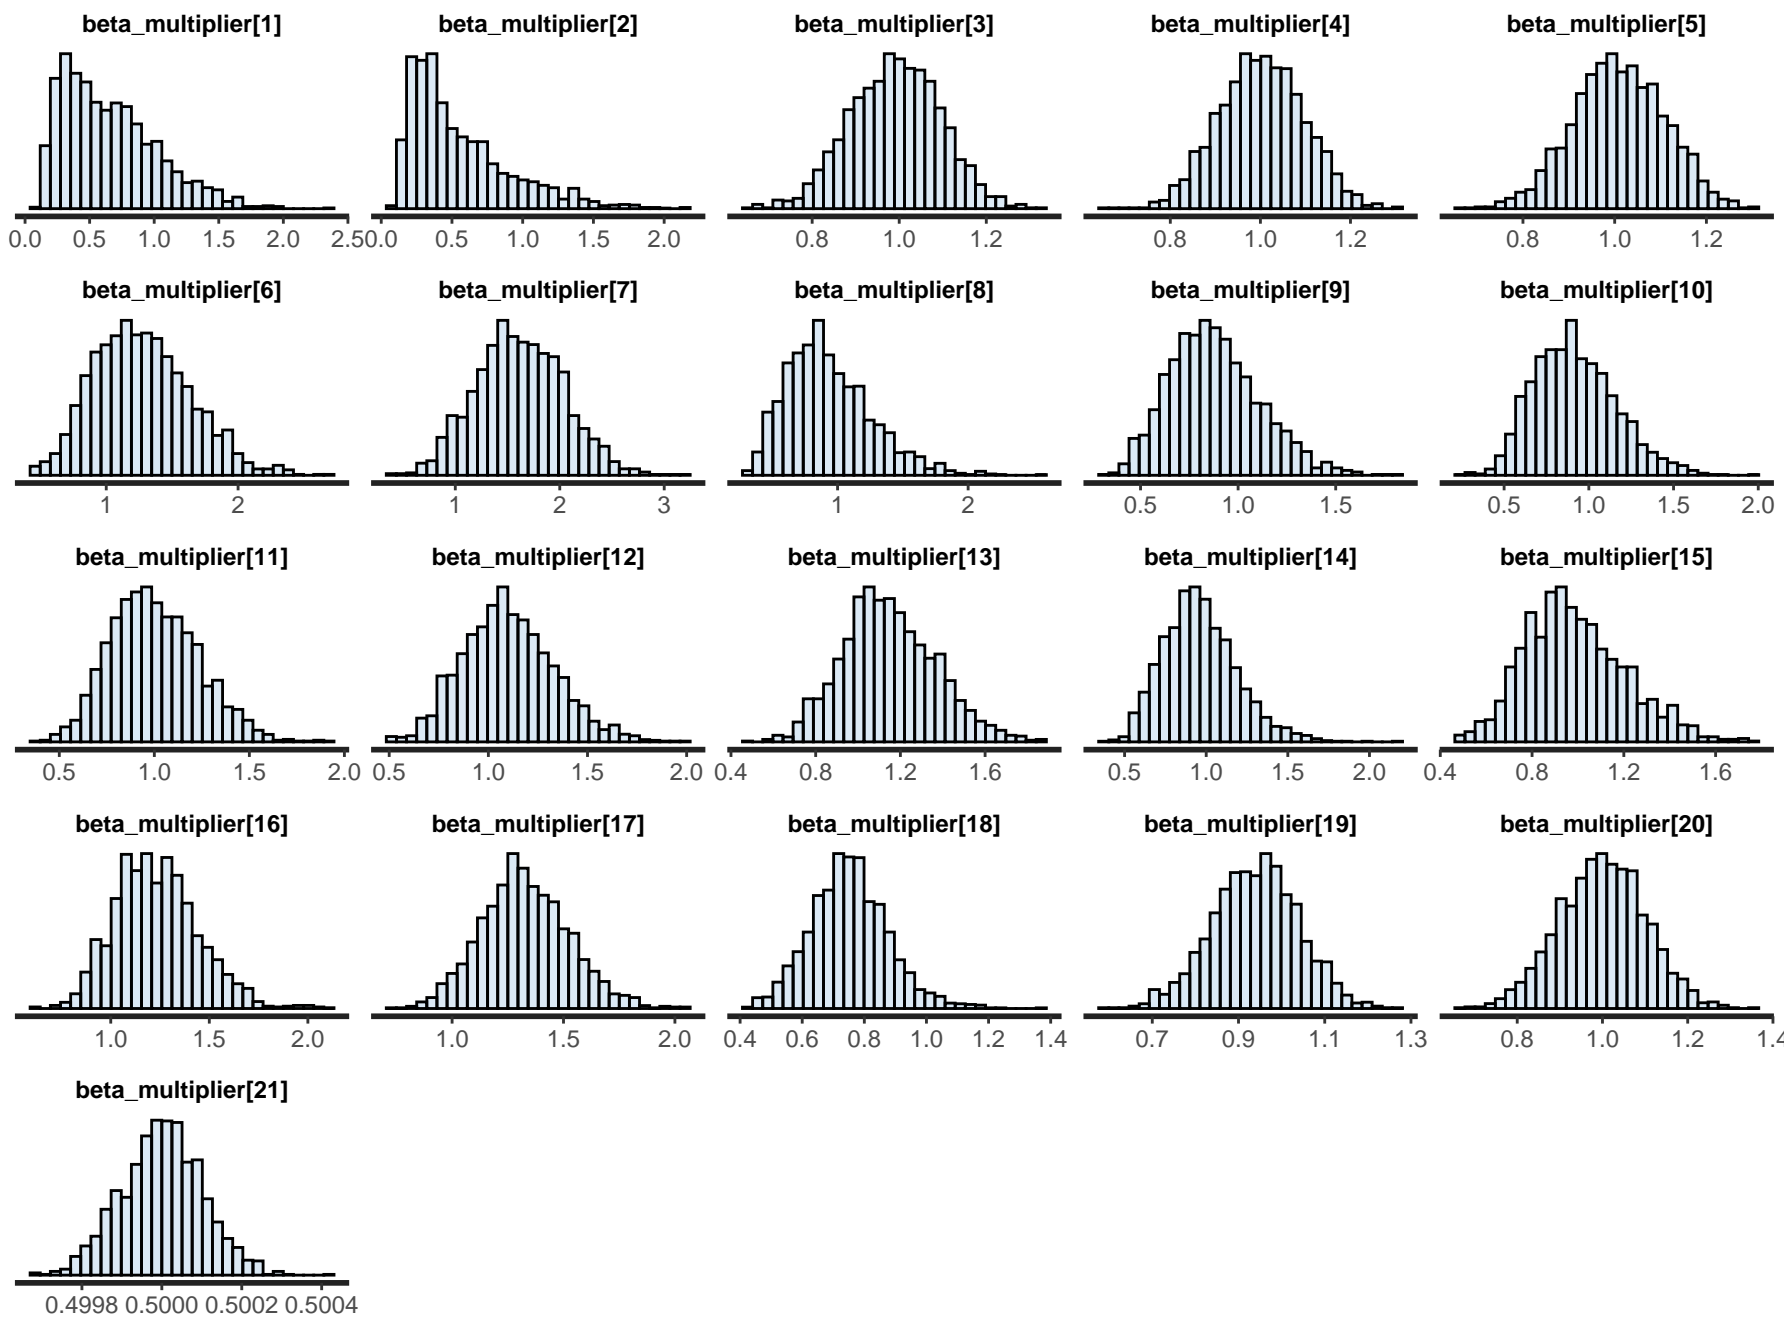 beta_multiplier[1] beta_multiplier[2] beta_multiplier[3] beta_multiplier[4] beta_multiplier[5]
0.0 0.5 1.0 1.5 2.0 2.5 0.0 0.5 1.0 1.5 2.0 0.8 1.0 1.2 0.8 1.0 1.2 0.8 1.0 1.2
beta_multiplier[6] beta_multiplier[7] beta_multiplier[8] beta_multiplier[9] beta_multiplier[10]
1 2 1 2 3 1 2 0.5 1.0 1.5 0.5 1.0 1.5 2.0
beta_multiplier[11] beta_multiplier[12] beta_multiplier[13] beta_multiplier[14] beta_multiplier[15]
0.5 1.0 1.5 2.0 0.5 1.0 1.5 2.0 0.4 0.8 1.2 1.6 0.5 1.0 1.5 2.0 0.4 0.8 1.2 1.6
beta_multiplier[16] beta_multiplier[17] beta_multiplier[18] beta_multiplier[19] beta_multiplier[20]
1.0 1.5 2.0 1.0 1.5 2.0 0.4 0.6 0.8 1.0 1.2 1.4 0.7 0.9 1.1 1.3 0.8 1.0 1.2 1.4
beta_multiplier[21]
0.4998 0.5000 0.5002 0.5004